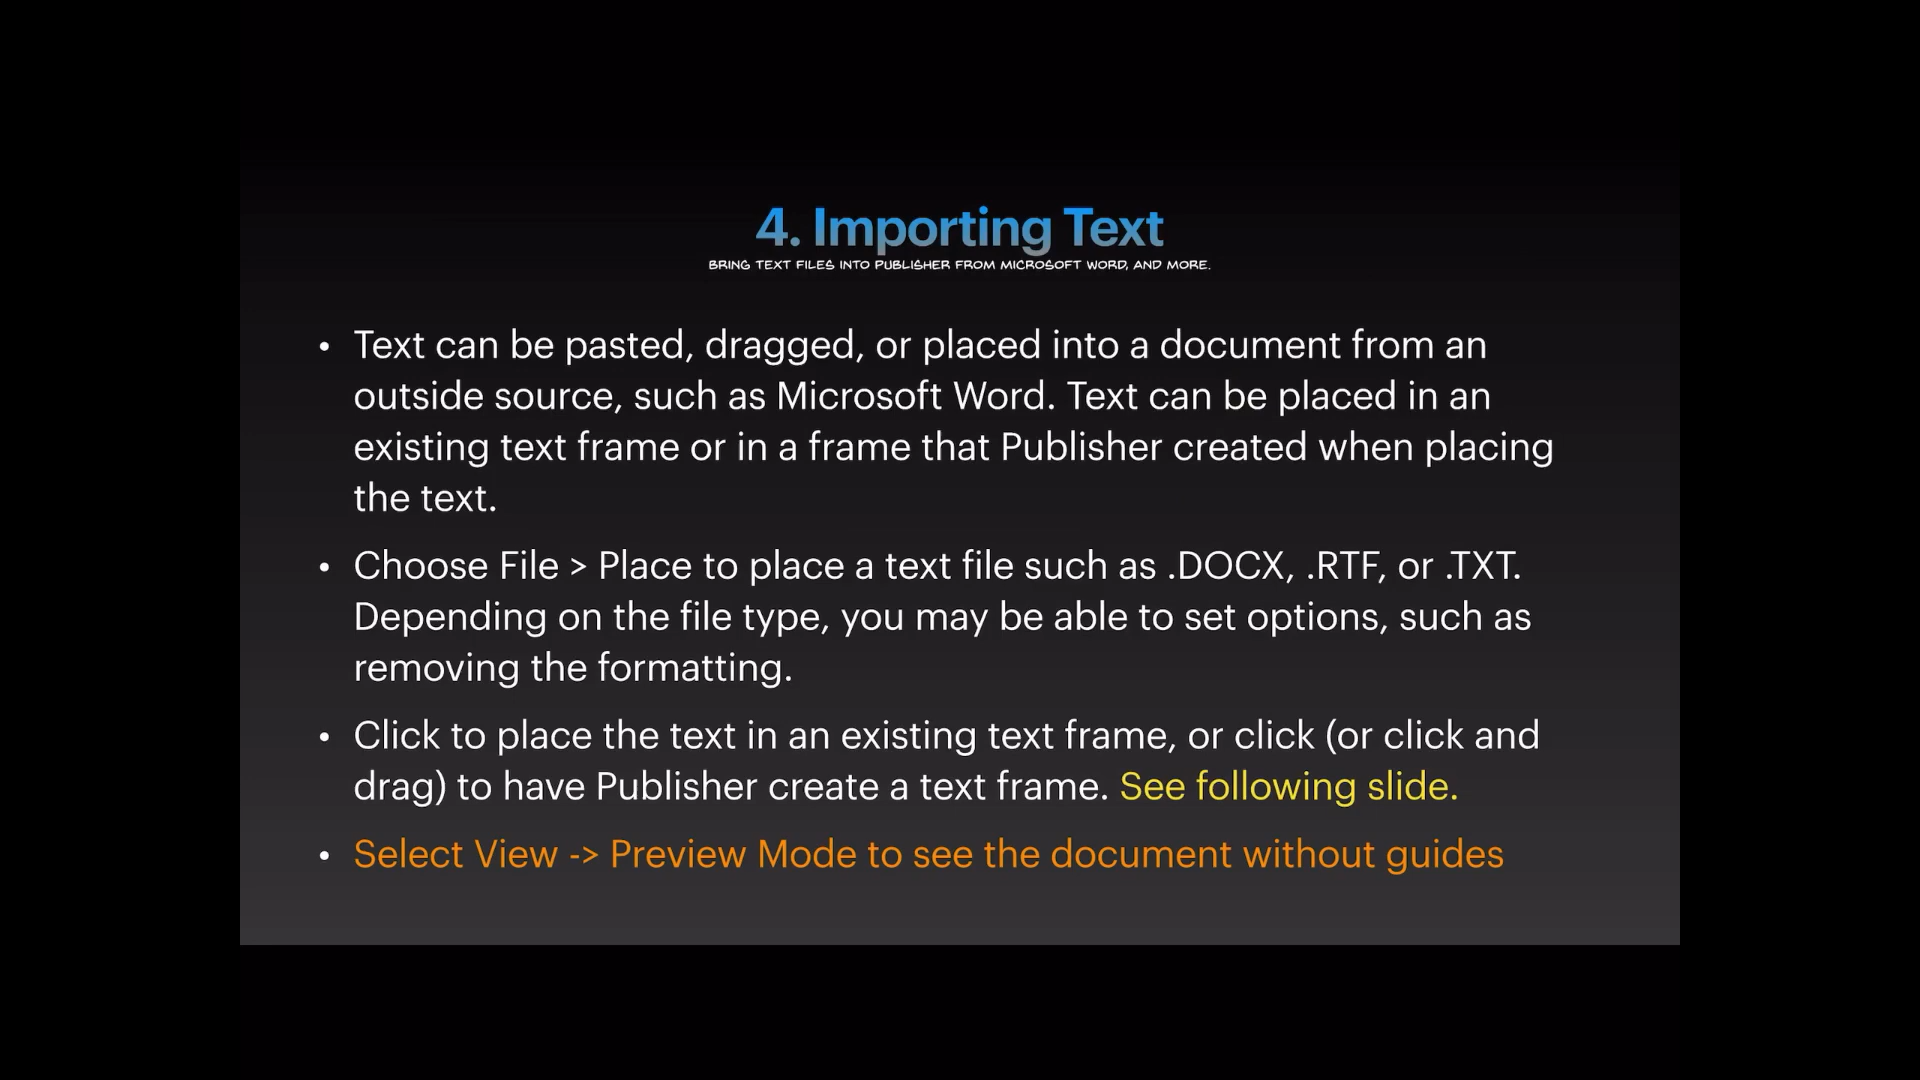 4. Importing Text
BRING TEXT FILES INTO PUBLISHER FROM MICROSOFT WORD, AND MORE.
• Text can be pasted, dragged, or placed into a document from an
outside source, such as Microsoft Word. Text can be placed in an
existing text frame or in a frame that Publisher created when placing
the text.
• Choose File > Place to place a text file such as .DOCX, .RTF, or .TXT.
Depending on the file type, you may be able to set options, such as
removing the formatting.
• Click to place the text in an existing text frame, or click (or click and
drag) to have Publisher create a text frame. See following slide.
• Select View -> Preview Mode to see the document without guides